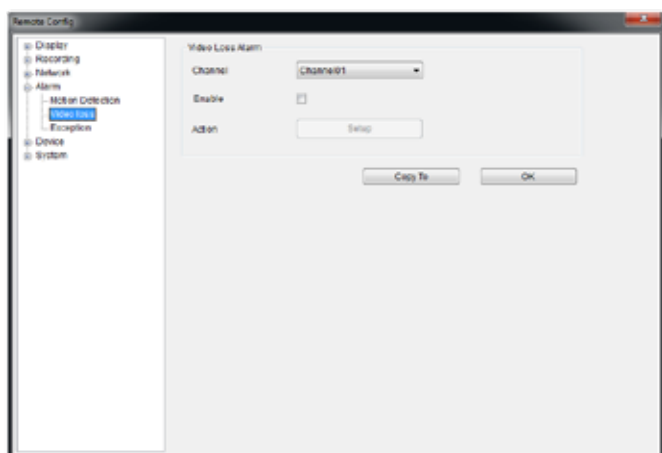 Remote Config
Display
Recording
Network
Alarm
Motion Detection
Video loss
Exception
Device
System
Video Loss Alarm
Channel
Channel01
Enable
Action
Setup
Copy To
OK